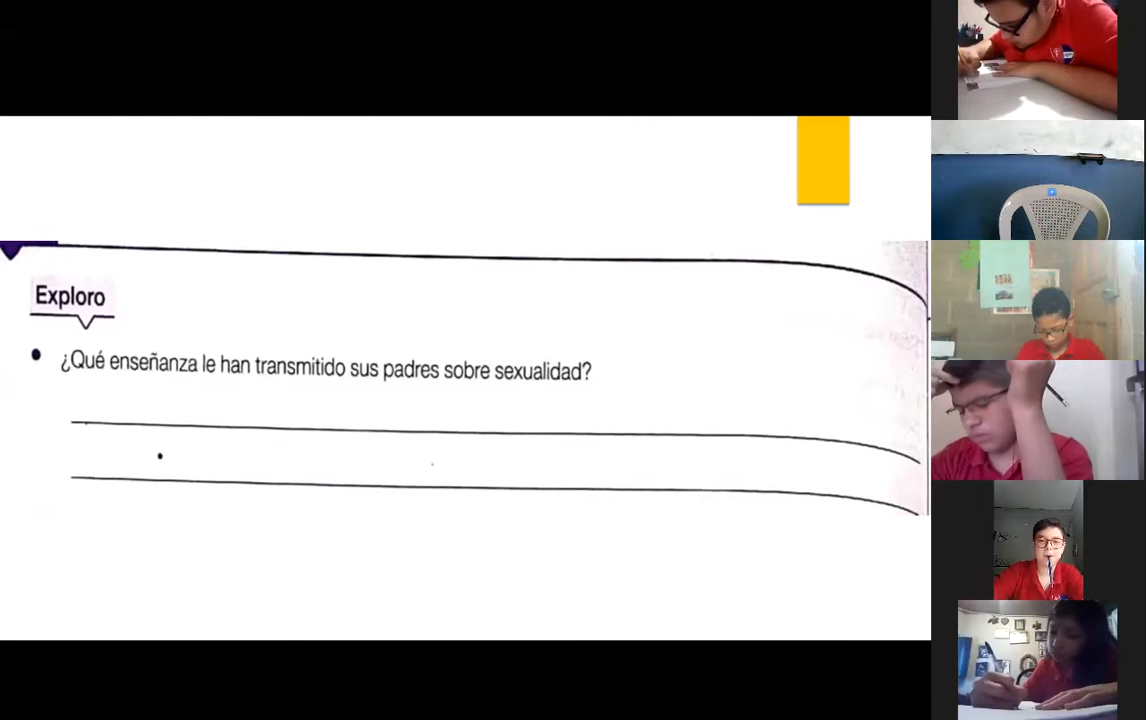 Exploro
• ¿Qué enseñanza le han transmitido sus padres sobre sexualidad?